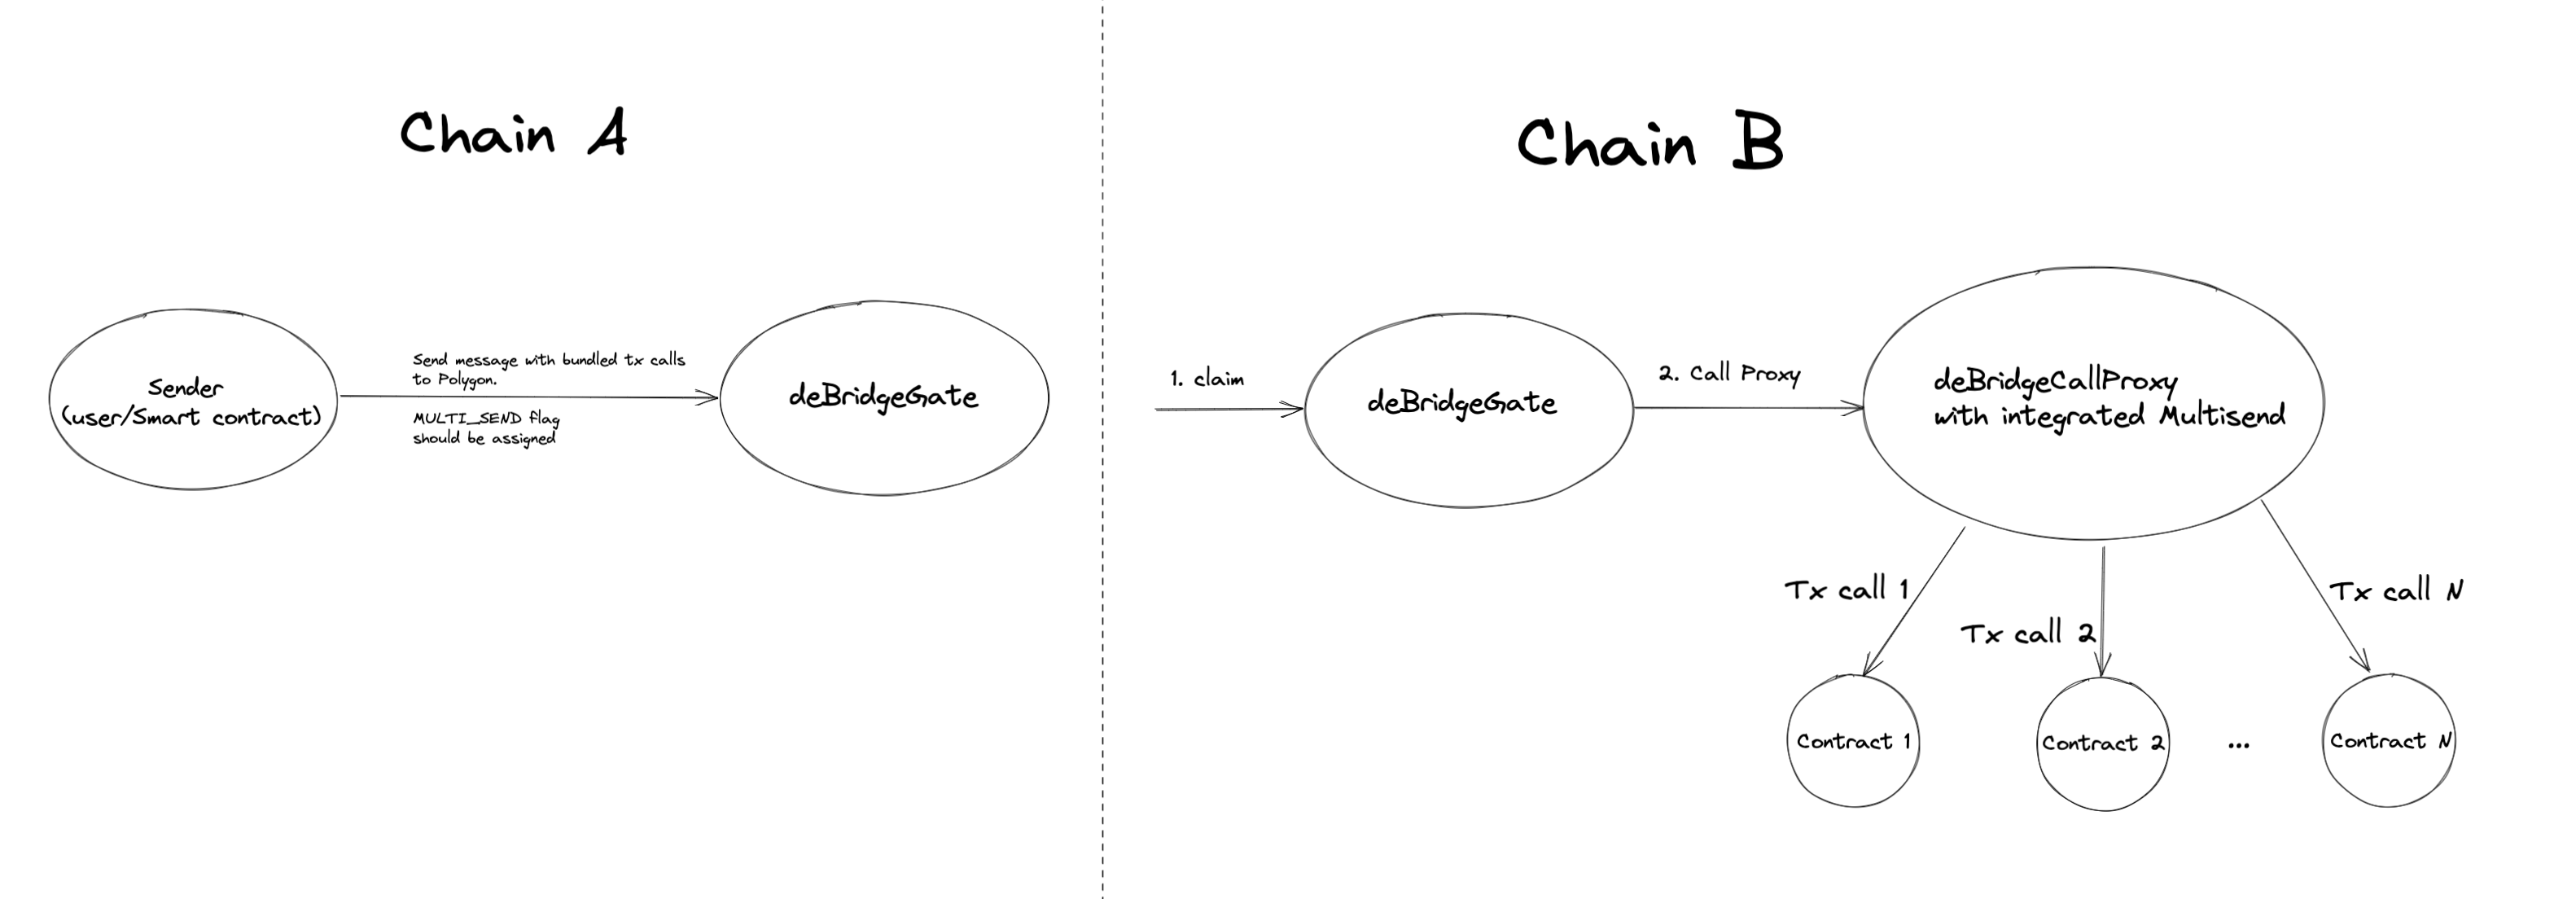 Chain A
Sender
(user/Smart contract)
Send message with bundled tx calls
to Polygon.
MULTI_SEND flag
should be assigned
deBridgeGate
Chain B
1. claim
deBridgeGate
2. Call Proxy
deBridgeCallProxy
with integrated Multisend
Tx call 1
Tx call 2
Tx call N
Contract 1
Contract 2
...
Contract N